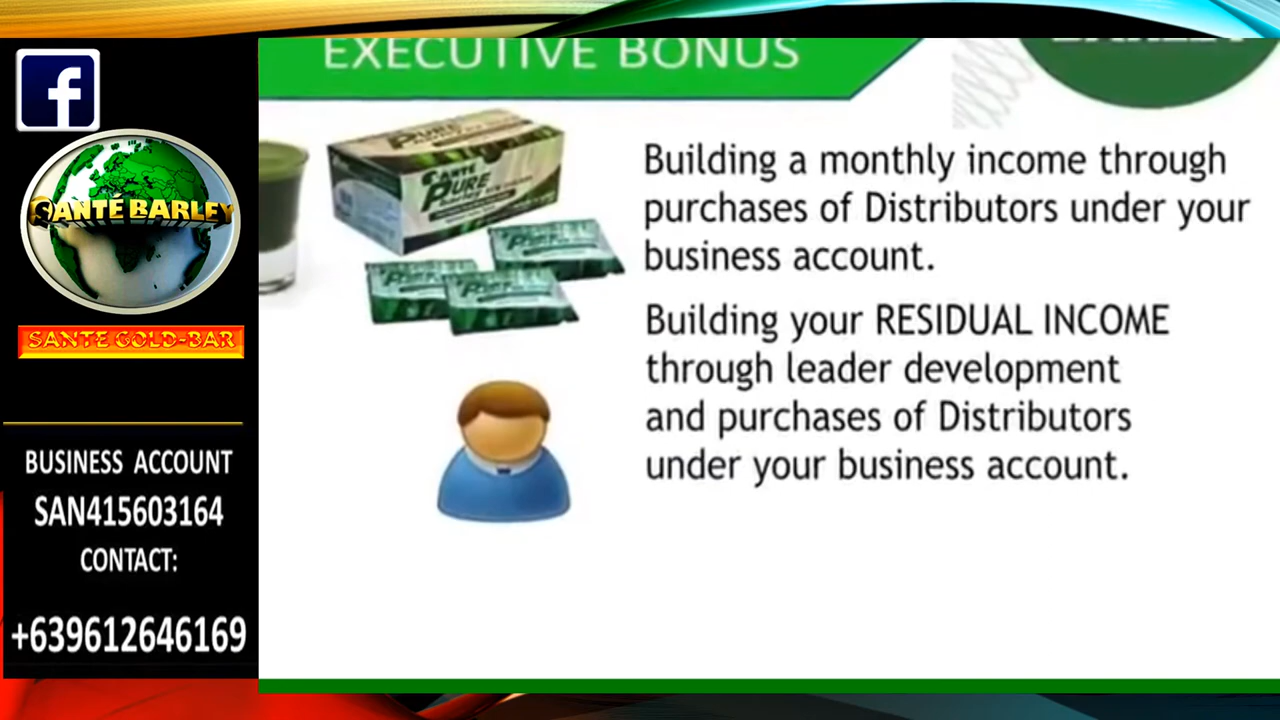 EXECUTIVE BONUS
f
SANTÉ BARLEY
SANTE GOLD-BAR
BUSINESS ACCOUNT
SAN415603164
CONTACT:
+639612646169
SANTÉ
PURE
Building a monthly income through
purchases of Distributors under your
business account.
Building your RESIDUAL INCOME
through leader development
and purchases of Distributors
under your business account.